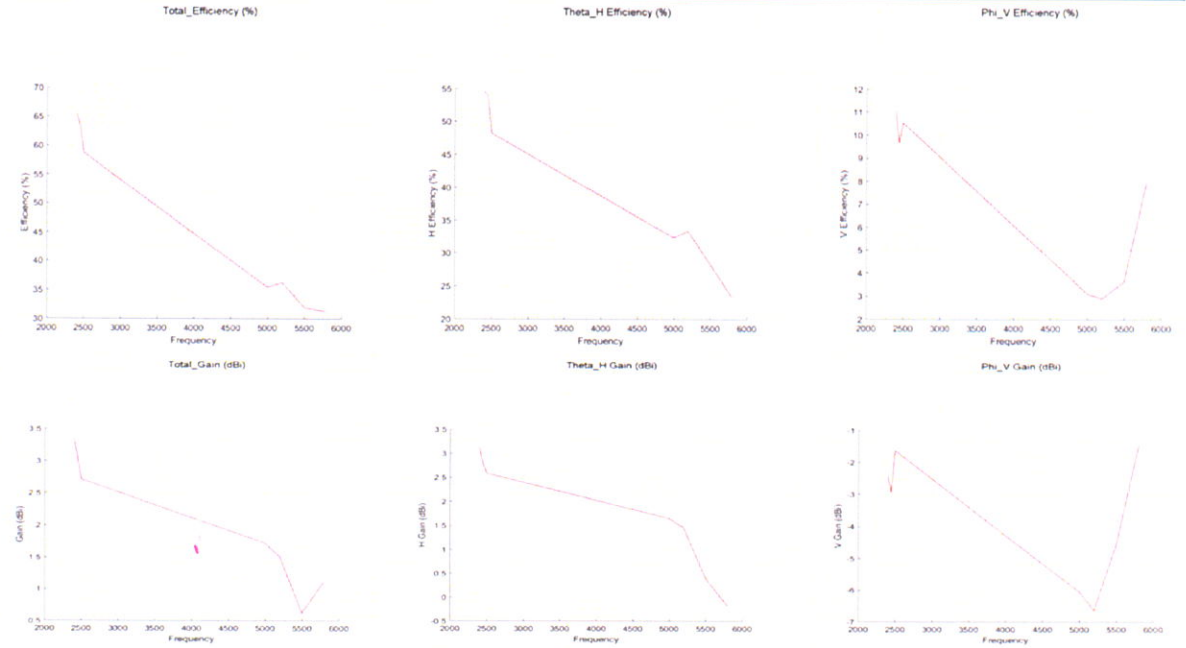 Total_Efficiency (%)
Theta_H Efficiency (%)
Phi_V Efficiency (%)
70
65
60
55
50
45
40
35
30
Efficiency (%)
2000 2500 3000 3500 4000 4500 5000 5500 6000
Frequency
55
50
45
40
35
30
25
20
H Efficiency (%)
2000 2500 3000 3500 4000 4500 5000 5500 6000
Frequency
12
11
10
9
8
7
6
5
4
3
2
V Efficiency (%)
2000 2500 3000 3500 4000 4500 5000 5500 6000
Frequency
Total_Gain (dBi)
Theta_H Gain (dBi)
Phi_V Gain (dBi)
3.5
3
2.5
2
1.5
1
0.5
Gain (dBi)
2000 2500 3000 3500 4000 4500 5000 5500 6000
Frequency
3.5
3
2.5
2
1.5
1
0.5
0
-0.5
H Gain (dBi)
2000 2500 3000 3500 4000 4500 5000 5500 6000
Frequency
-1
-2
-3
-4
-5
-6
-7
V Gain (dBi)
2000 2500 3000 3500 4000 4500 5000 5500 6000
Frequency